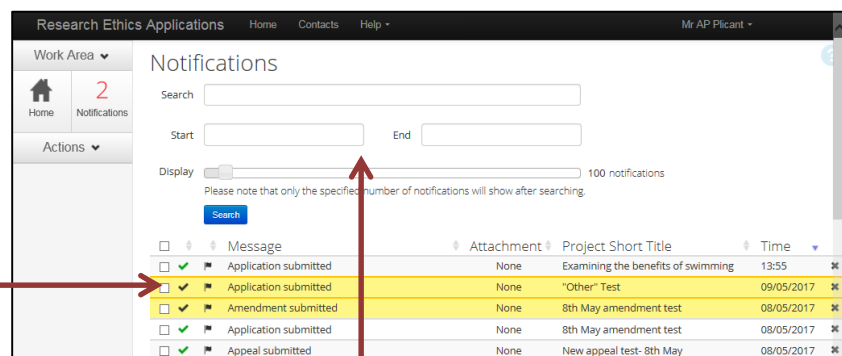 Research Ethics Applications Home Contacts Help Mr AP Plicant
Work Area
Notifications
2
Home Notifications
Search
Start End
Actions
Display 100 notifications
Please note that only the specified number of notifications will show after searching.
Search
Message Attachment Project Short Title Time
Application submitted None Examining the benefits of swimming 13:55
Application submitted None "Other" Test 09/05/2017
Amendment submitted None 8th May amendment test 08/05/2017
Application submitted None 8th May amendment test 08/05/2017
Appeal submitted None New appeal test- 8th May 08/05/2017